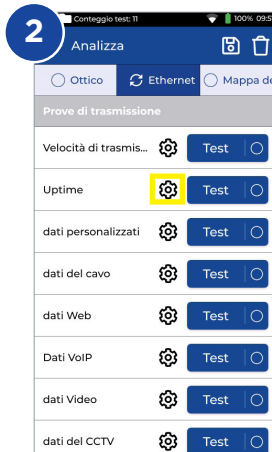 2
Conteggio test: 11 100% 09:5
Analizza
Ottico Ethernet Mappa de
Prove di trasmissione
Velocità di trasmis... Test
Uptime Test
dati personalizzati Test
dati del cavo Test
dati Web Test
Dati VoIP Test
dati Video Test
dati del CCTV Test